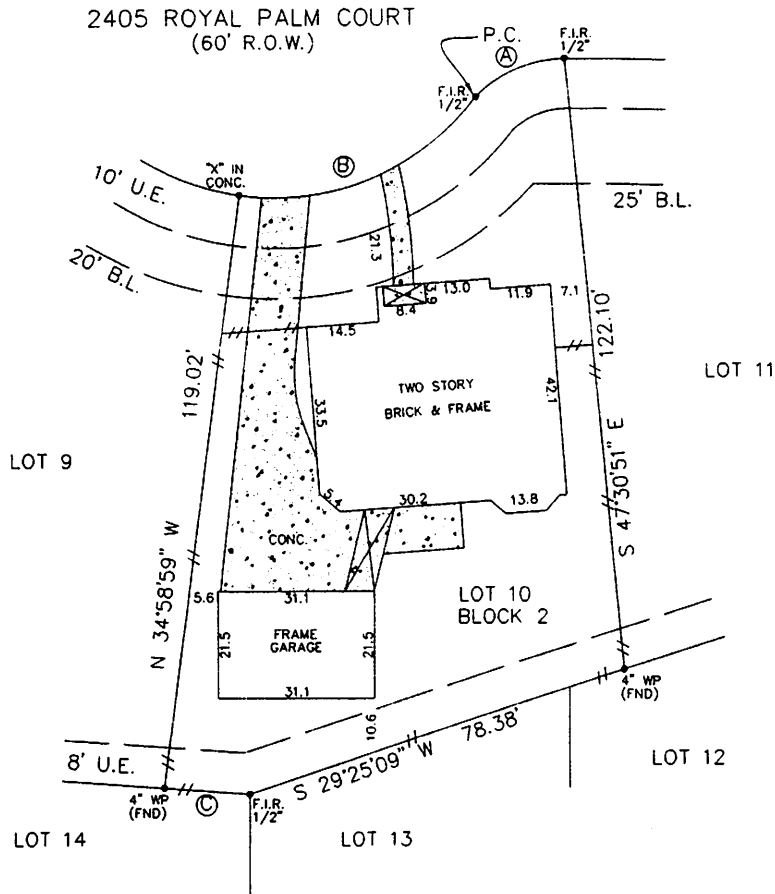 2405 ROYAL PALM COURT
(60' R.O.W.)
P.C.
A
F.I.R.
1/2"
F.I.R.
1/2"
B
"X" IN
CONC.
10' U.E.
20' B.L.
25' B.L.
21.3
3.9
13.0
11.9
7.1
8.4
14.5
122.10'
119.02'
TWO STORY
BRICK & FRAME
42.1
33.5
LOT 11
LOT 9
S 47°30'51" E
N 34°58'59" W
5.4
30.2
13.8
CONC.
LOT 10
BLOCK 2
5.6
31.1
FRAME
GARAGE
21.5
21.5
31.1
10.6
4" WP
(FND)
S 29°25'09" W
78.38'
8' U.E.
LOT 12
4" WP
(FND)
C
F.I.R.
1/2"
LOT 14
LOT 13